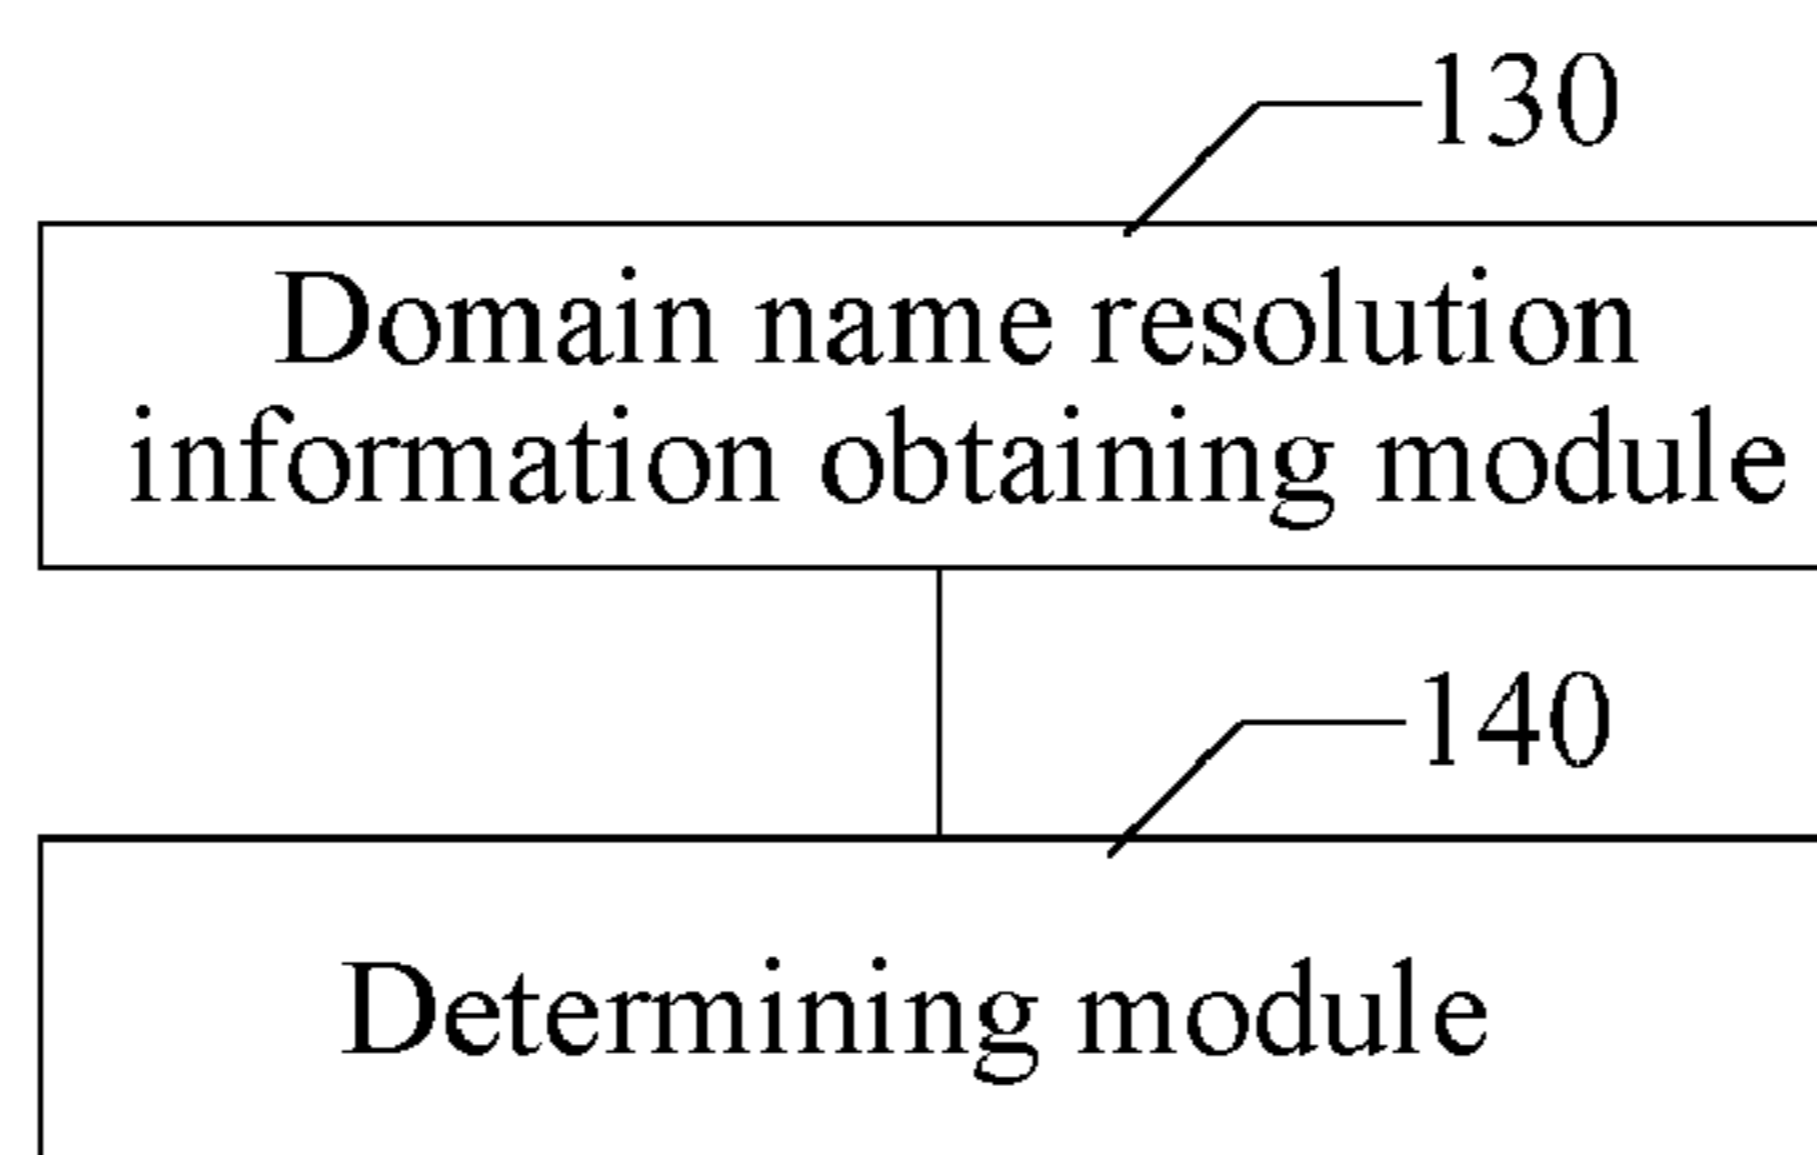 130
Domain name resolution
information obtaining module
140
Determining module